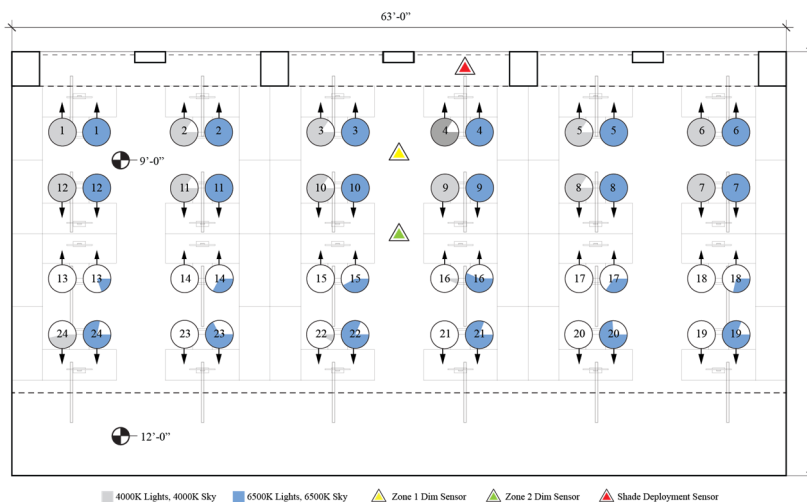 63'-0"
1 1 2 2 3 3 4 4 5 5 6 6
9'-0"
12 12 11 11 10 10 9 9 8 8 7 7
13 13 14 14 15 15 16 16 17 17 18 18
24 24 23 23 22 22 21 21 20 20 19 19
12'-0"
4000K Lights, 4000K Sky 6500K Lights, 6500K Sky Zone 1 Dim Sensor Zone 2 Dim Sensor Shade Deployment Sensor